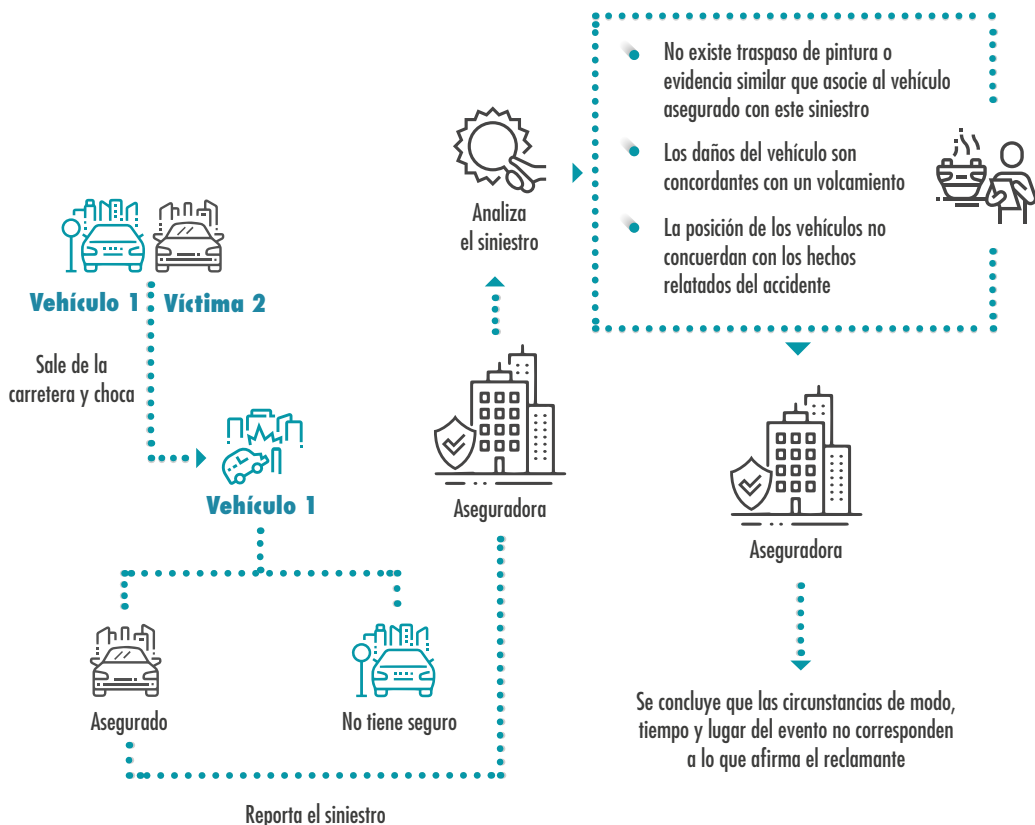 Vehículo 1
Víctima 2
Sale de la
carretera y choca
Vehículo 1
Asegurado
No tiene seguro
Reporta el siniestro
Aseguradora
Analiza
el siniestro
No existe traspaso de pintura o
evidencia similar que asocie al vehículo
asegurado con este siniestro
Los daños del vehículo son
concordantes con un volcamiento
La posición de los vehículos no
concuerdan con los hechos
relatados del accidente
Aseguradora
Se concluye que las circunstancias de modo,
tiempo y lugar del evento no corresponden
a lo que afirma el reclamante